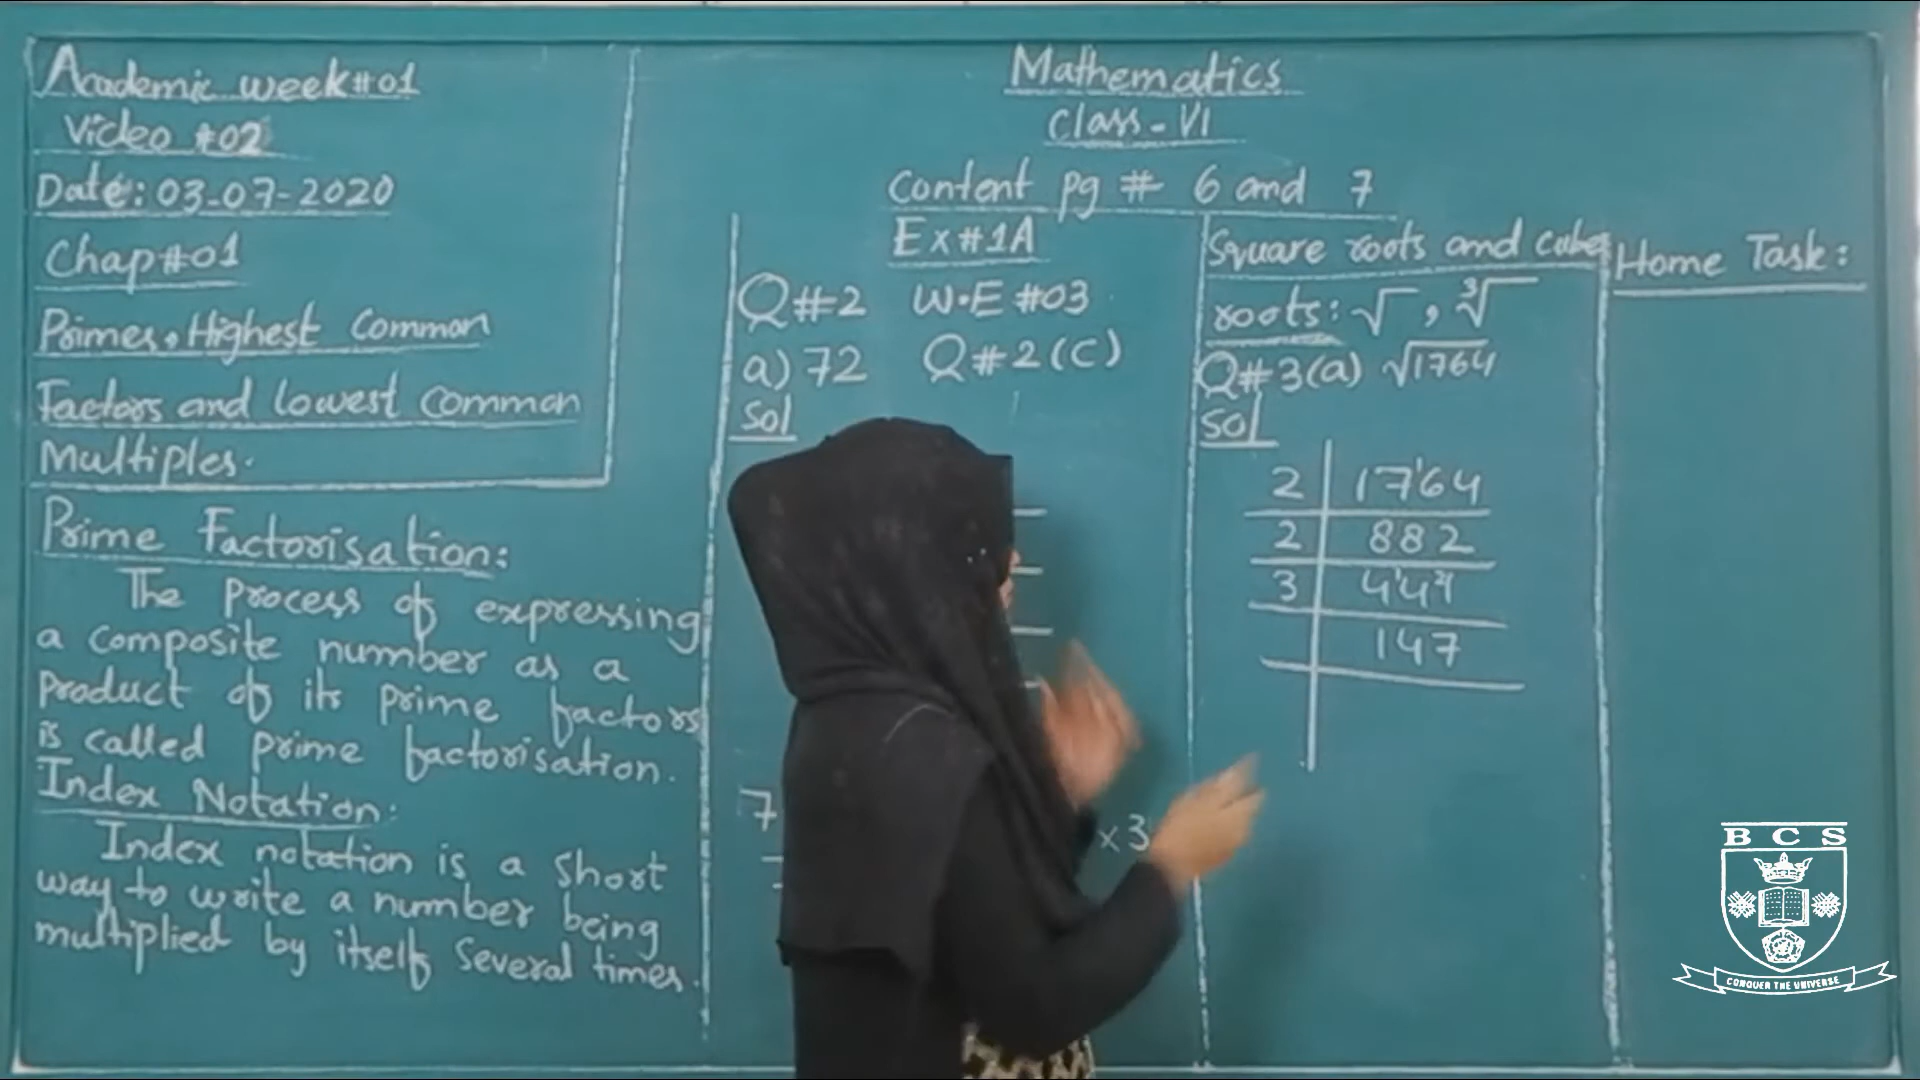 Academic week#01
Video #02
Date: 03-07-2020
Chap#01
Primes, Highest Common
Factors and lowest Common
Multiples.
Prime Factorisation:
The process of expressing
a composite number as a
product of its prime factors
is called prime factorisation.
Index Notation:
Index notation is a short
way to write a number being
multiplied by itself several times.
Mathematics
Class-VI
Content pg # 6 and 7
Ex#1A
Q#2 W.E #03
a) 72 Q#2(C)
Sol
7
×3
Square roots and cube
roots: √ , ∛
Q#3(a) √1764
Sol
2 | 1764
2 | 882
3 | 441
147
Home Task:
BCS
CONQUER THE UNIVERSE